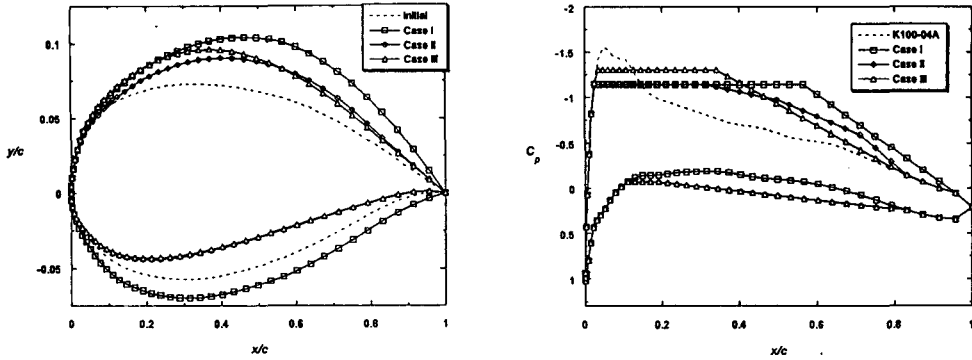 Initial
Case I
Case II
Case III
0.1
0.05
y/c
0
-0.05
0
0.2
0.4
0.6
0.8
1
x/c
-2
-1.5
-1
-0.5
0
0.5
1
Cp
K100-04A
Case I
Case II
Case III
0
0.2
0.4
0.6
0.8
1
x/c